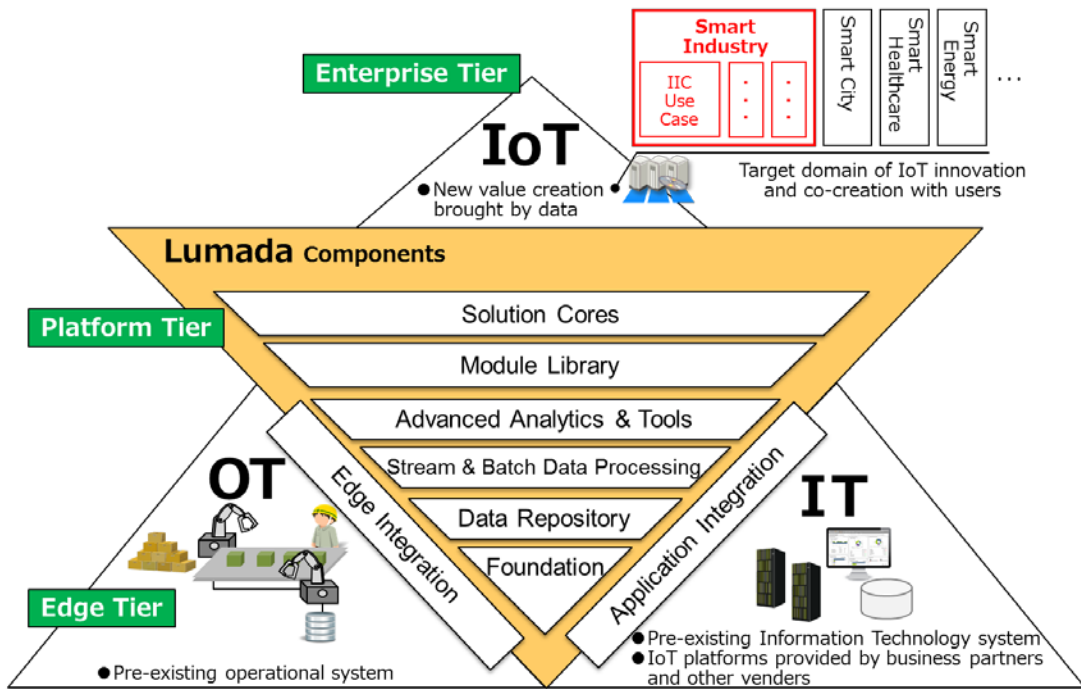 Enterprise Tier
Smart
Industry
IIC
Use
Case
Smart City
Smart
Healthcare
Smart
Energy
...
IoT
● New value creation
brought by data
Target domain of IoT innovation
and co-creation with users
Lumada Components
Platform Tier
Solution Cores
Module Library
Advanced Analytics & Tools
Stream & Batch Data Processing
Data Repository
Foundation
Edge Integration
Application Integration
OT
IT
Edge Tier
● Pre-existing operational system
● Pre-existing Information Technology system
● IoT platforms provided by business partners
and other venders